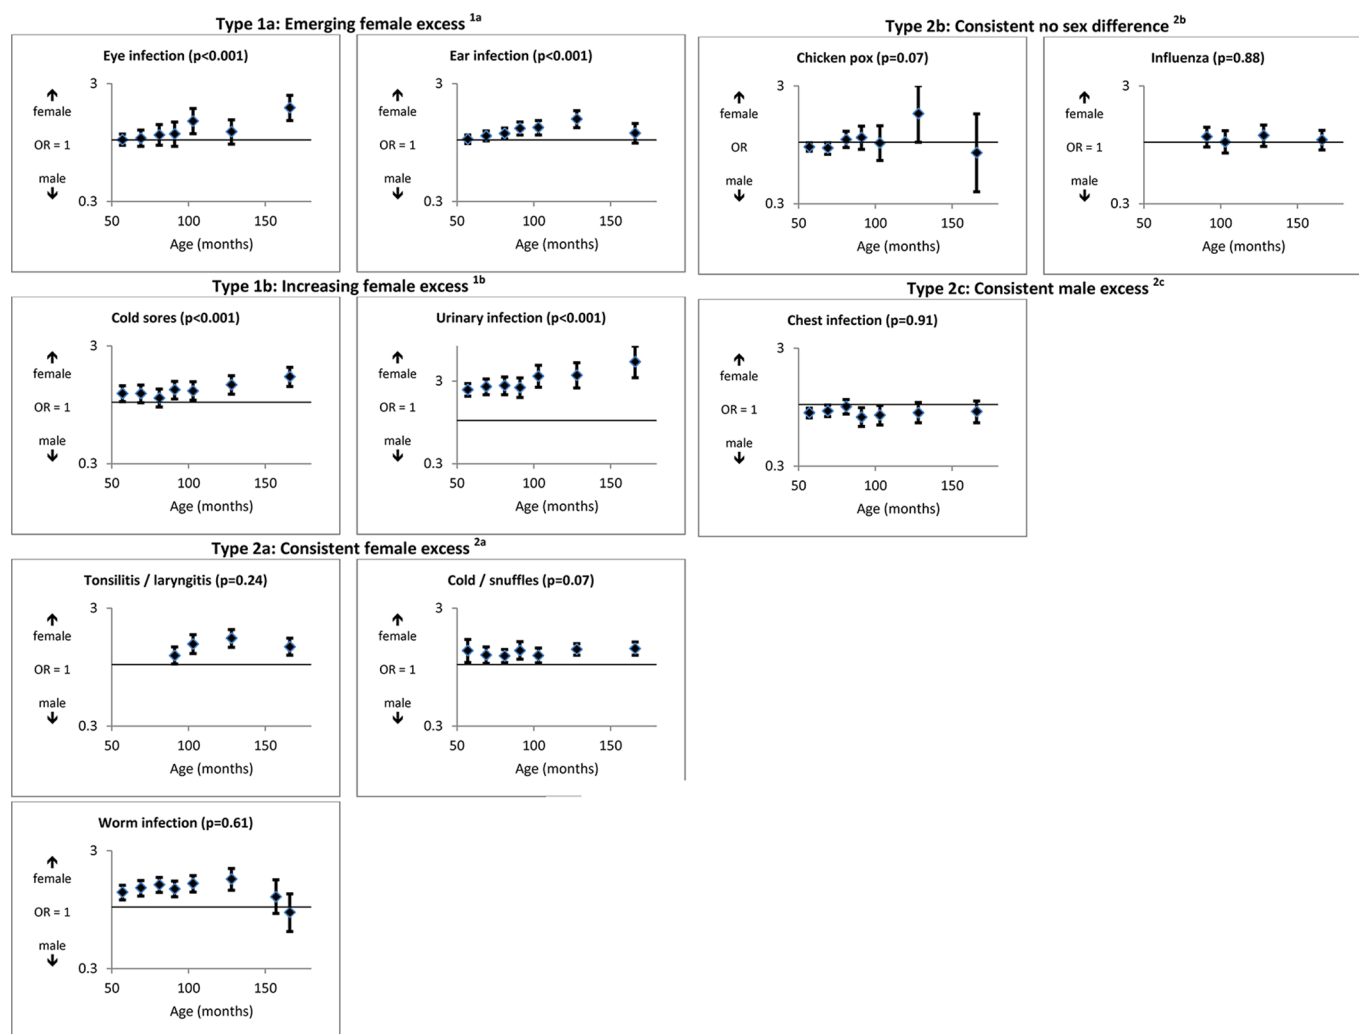 Type 1a: Emerging female excess 1a
Eye infection (p<0.001)
3
female
OR = 1
male
0.3
50 100 150
Age (months)
Ear infection (p<0.001)
3
female
OR = 1
male
0.3
50 100 150
Age (months)
Type 2b: Consistent no sex difference 2b
Chicken pox (p=0.07)
3
female
OR
male
0.3
50 100 150
Age (months)
Influenza (p=0.88)
3
female
OR = 1
male
0.3
50 100 150
Age (months)
Type 1b: Increasing female excess 1b
Cold sores (p<0.001)
3
female
OR = 1
male
0.3
50 100 150
Age (months)
Urinary infection (p<0.001)
3
female
OR = 1
male
0.3
50 100 150
Age (months)
Type 2c: Consistent male excess 2c
Chest infection (p=0.91)
3
female
OR = 1
male
0.3
50 100 150
Age (months)
Type 2a: Consistent female excess 2a
Tonsilitis / laryngitis (p=0.24)
3
female
OR = 1
male
0.3
50 100 150
Age (months)
Cold / snuffles (p=0.07)
3
female
OR = 1
male
0.3
50 100 150
Age (months)
Worm infection (p=0.61)
3
female
OR = 1
male
0.3
50 100 150
Age (months)